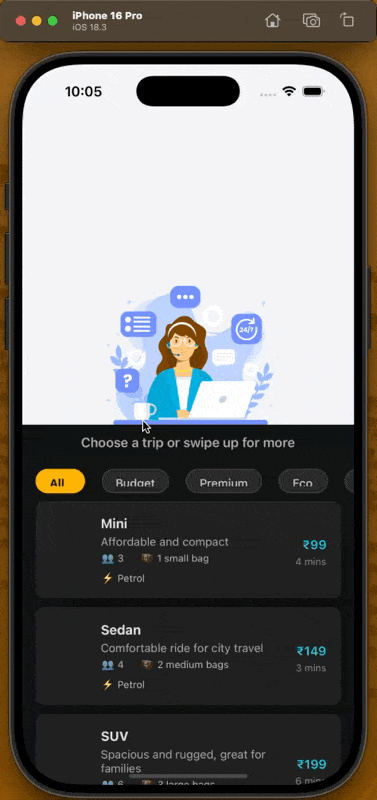 iPhone 16 Pro
iOS 18.3
10:05
24/7
?
Choose a trip or swipe up for more
All
Budget
Premium
Eco
Mini
Affordable and compact
₹99
👥 3 1 small bag
4 mins
⚡ Petrol
Sedan
Comfortable ride for city travel
₹149
👥 4 2 medium bags
3 mins
⚡ Petrol
SUV
Spacious and rugged, great for
families
₹199
👥 6 3 large bags
6 mins